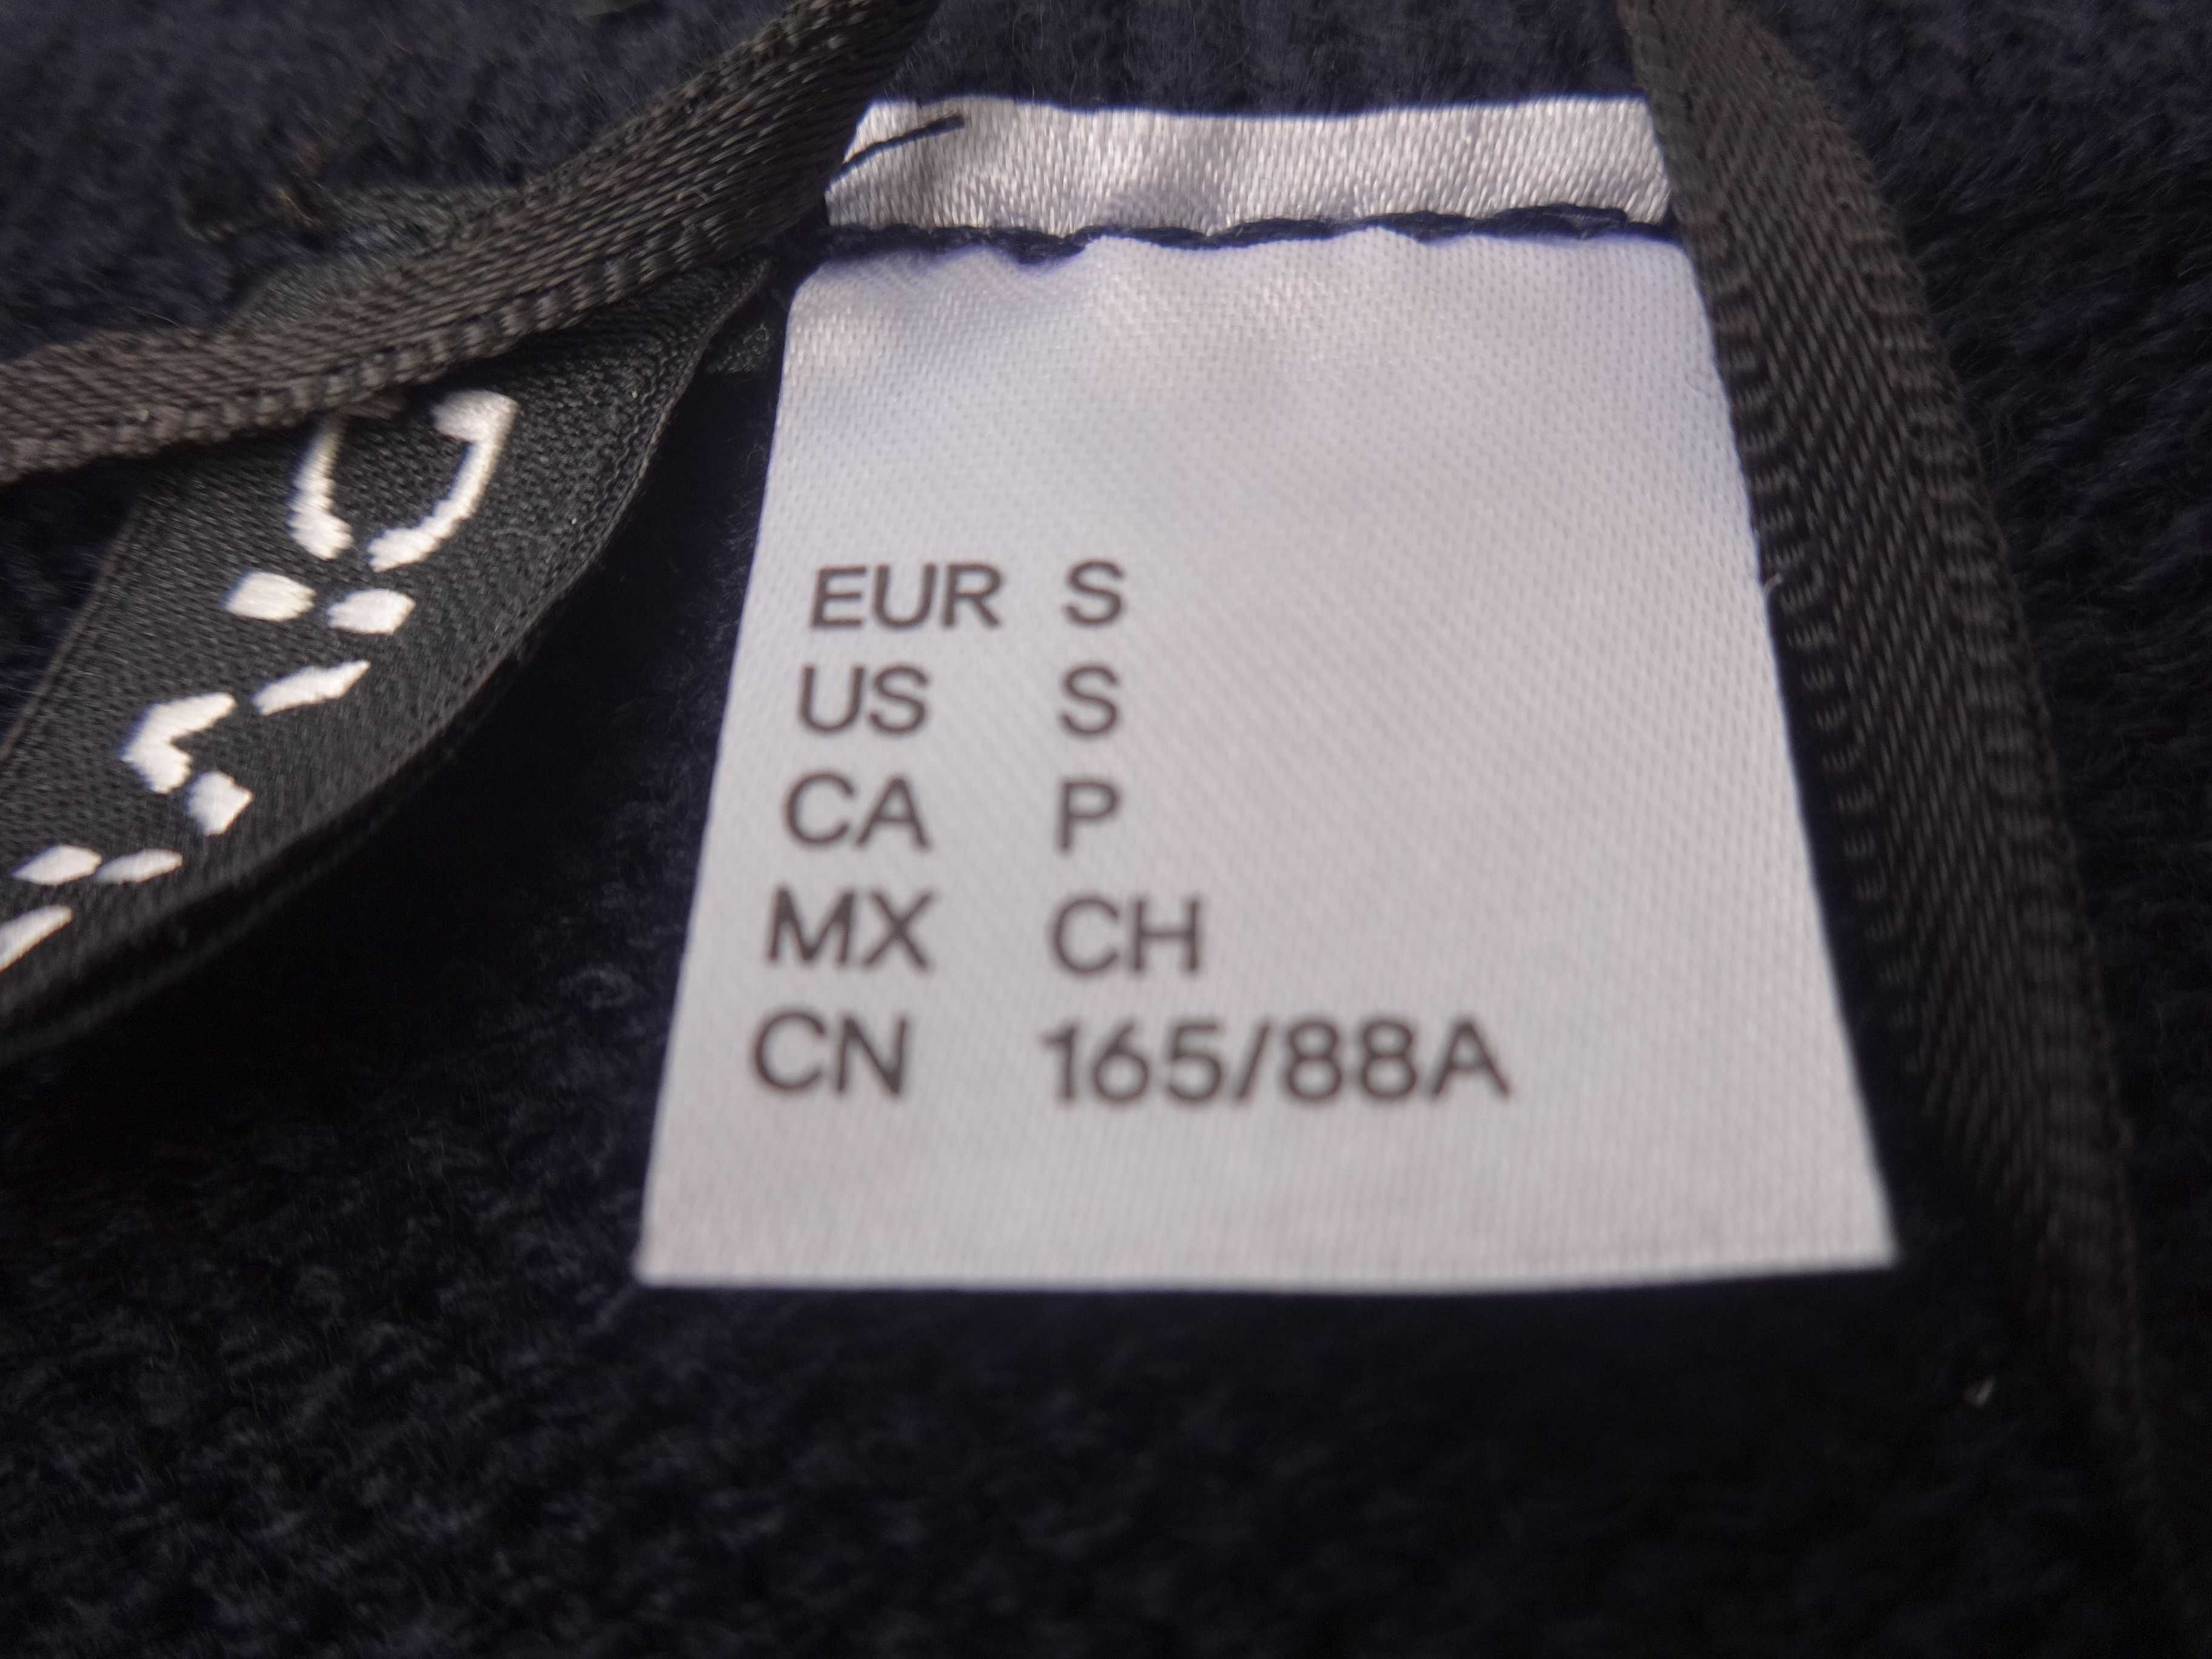 EUR S
US S
CA P
MX CH
CN 165/88A